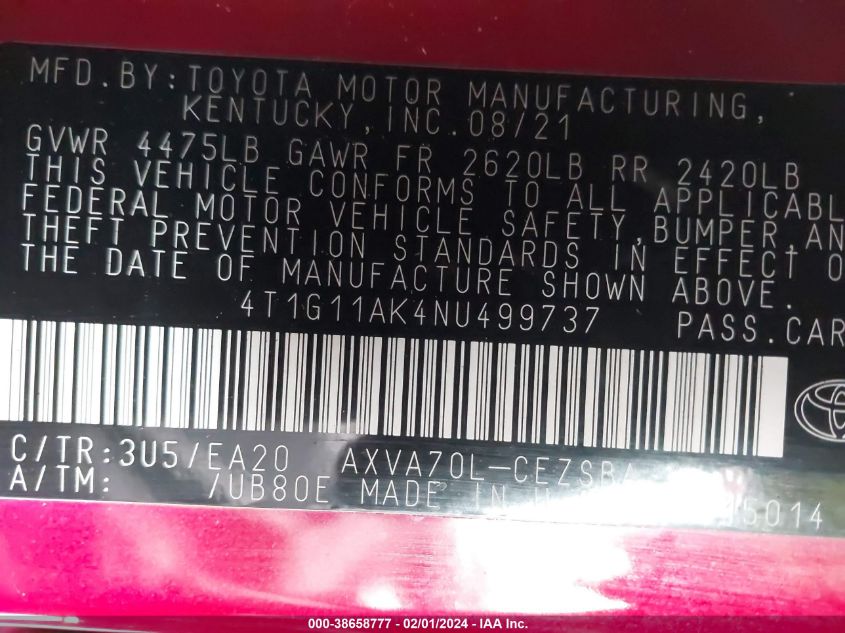 MFD.BY:TOYOTA MOTOR MANUFACTURING,
KENTUCKY,INC.08/21
GVWR 4475LB GAWR FR 2620LB RR 2420LB
THIS VEHICLE CONFORMS TO ALL APPLICABL
FEDERAL MOTOR VEHICLE SAFETY,BUMPER,AN
THEFT PREVENTION STANDARDS IN EFFECT O
THE DATE OF MANUFACTURE SHOWN ABOVE.
4T1G11AK4NU499737 PASS.CAR
C/TR:3U5/EA20 AXVA70L-CEZSBA
A/TM: /UB80E MADE IN 5014
000-38658777 - 02/01/2024 - IAAI Inc.